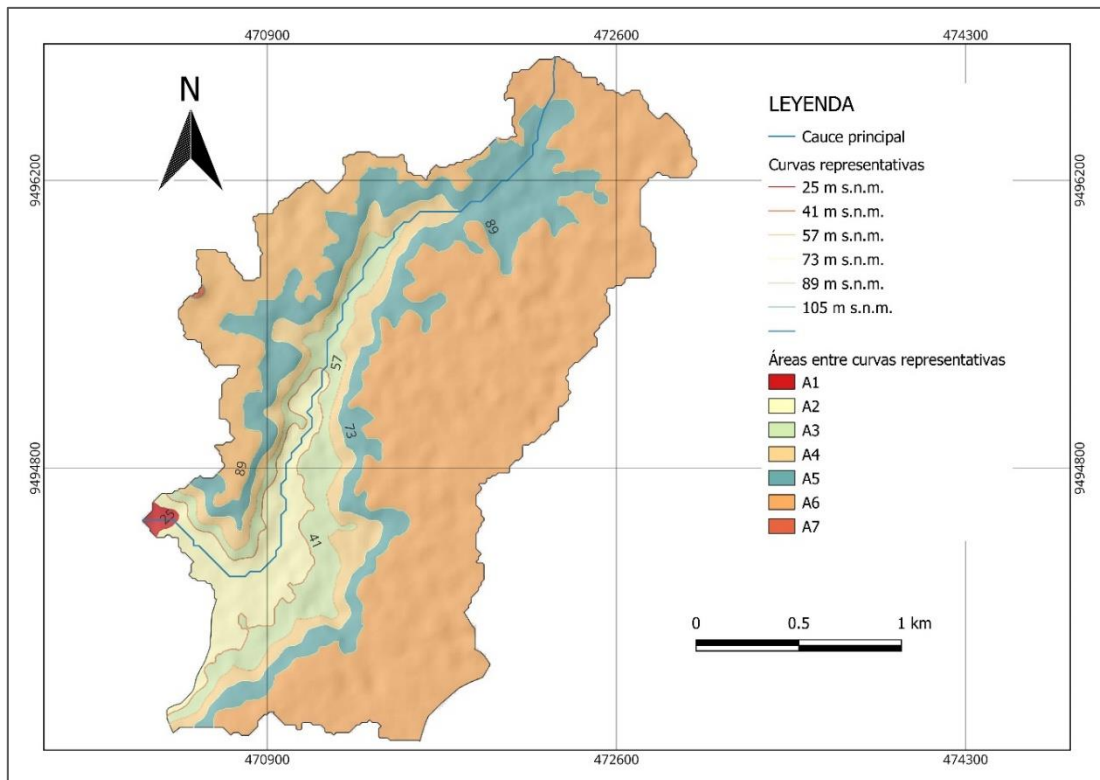 470900
472600
474300
N
LEYENDA
Cauce principal
Curvas representativas
25 m s.n.m.
41 m s.n.m.
57 m s.n.m.
73 m s.n.m.
89 m s.n.m.
105 m s.n.m.
Áreas entre curvas representativas
A1
A2
A3
A4
A5
A6
A7
9496200
9496200
89
57
73
89
9494800
9494800
25
41
0
0.5
1 km
470900
472600
474300